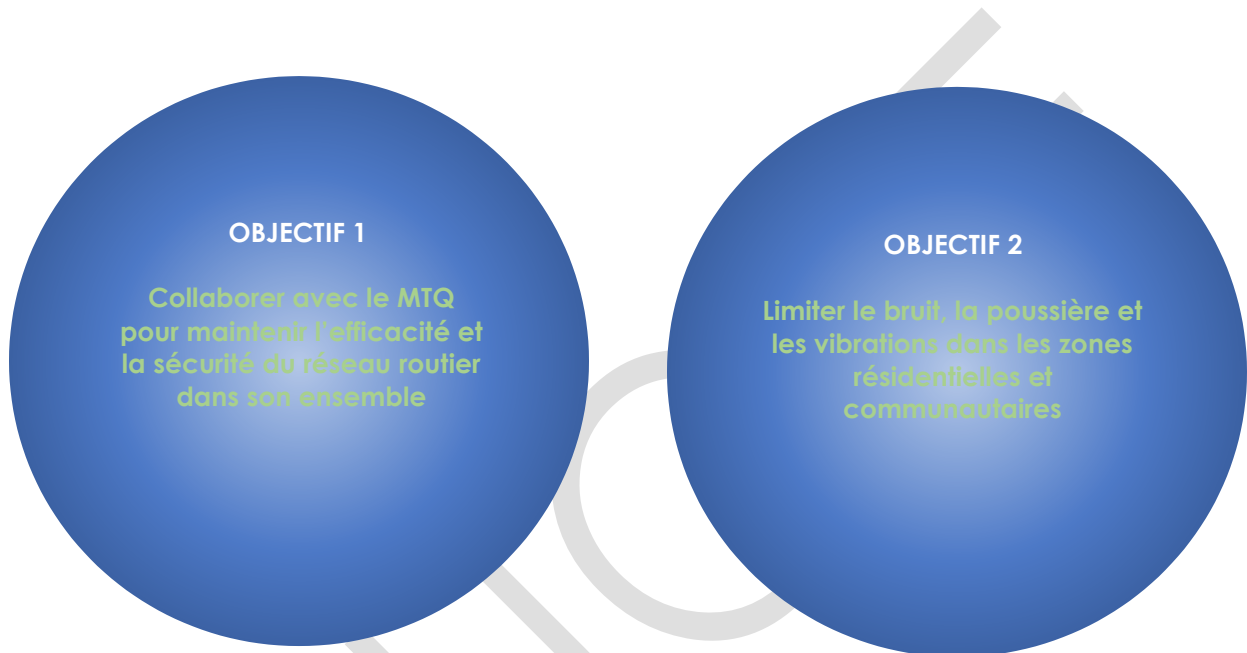 OBJECTIF 1
Collaborer avec le MTQ
pour maintenir l'efficacité et
la sécurité du réseau routier
dans son ensemble
OBJECTIF 2
Limiter le bruit, la poussière et
les vibrations dans les zones
résidentielles et
communautaires